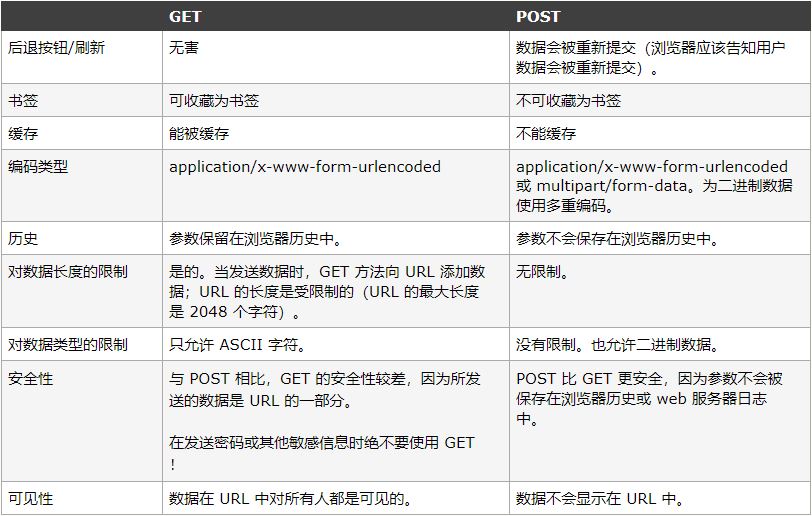 GET POST
后退按钮/刷新 无害 数据会被重新提交（浏览器应该告知用户
数据会被重新提交）。
书签 可收藏为书签 不可收藏为书签
缓存 能被缓存 不能缓存
编码类型 application/x-www-form-urlencoded application/x-www-form-urlencoded
或 multipart/form-data。为二进制数据
使用多重编码。
历史 参数保留在浏览器历史中。 参数不会保存在浏览器历史中。
对数据长度的限制 是的。当发送数据时，GET 方法向 URL 添加数 无限制。
据；URL 的长度是受限制的（URL 的最大长度
是 2048 个字符）。
对数据类型的限制 只允许 ASCII 字符。 没有限制。也允许二进制数据。
安全性 与 POST 相比，GET 的安全性较差，因为所发 POST 比 GET 更安全，因为参数不会被
送的数据是 URL 的一部分。 保存在浏览器历史或 web 服务器日志
中。
在发送密码或其他敏感信息时绝不要使用 GET
！
可见性 数据在 URL 中对所有人都是可见的。 数据不会显示在 URL 中。